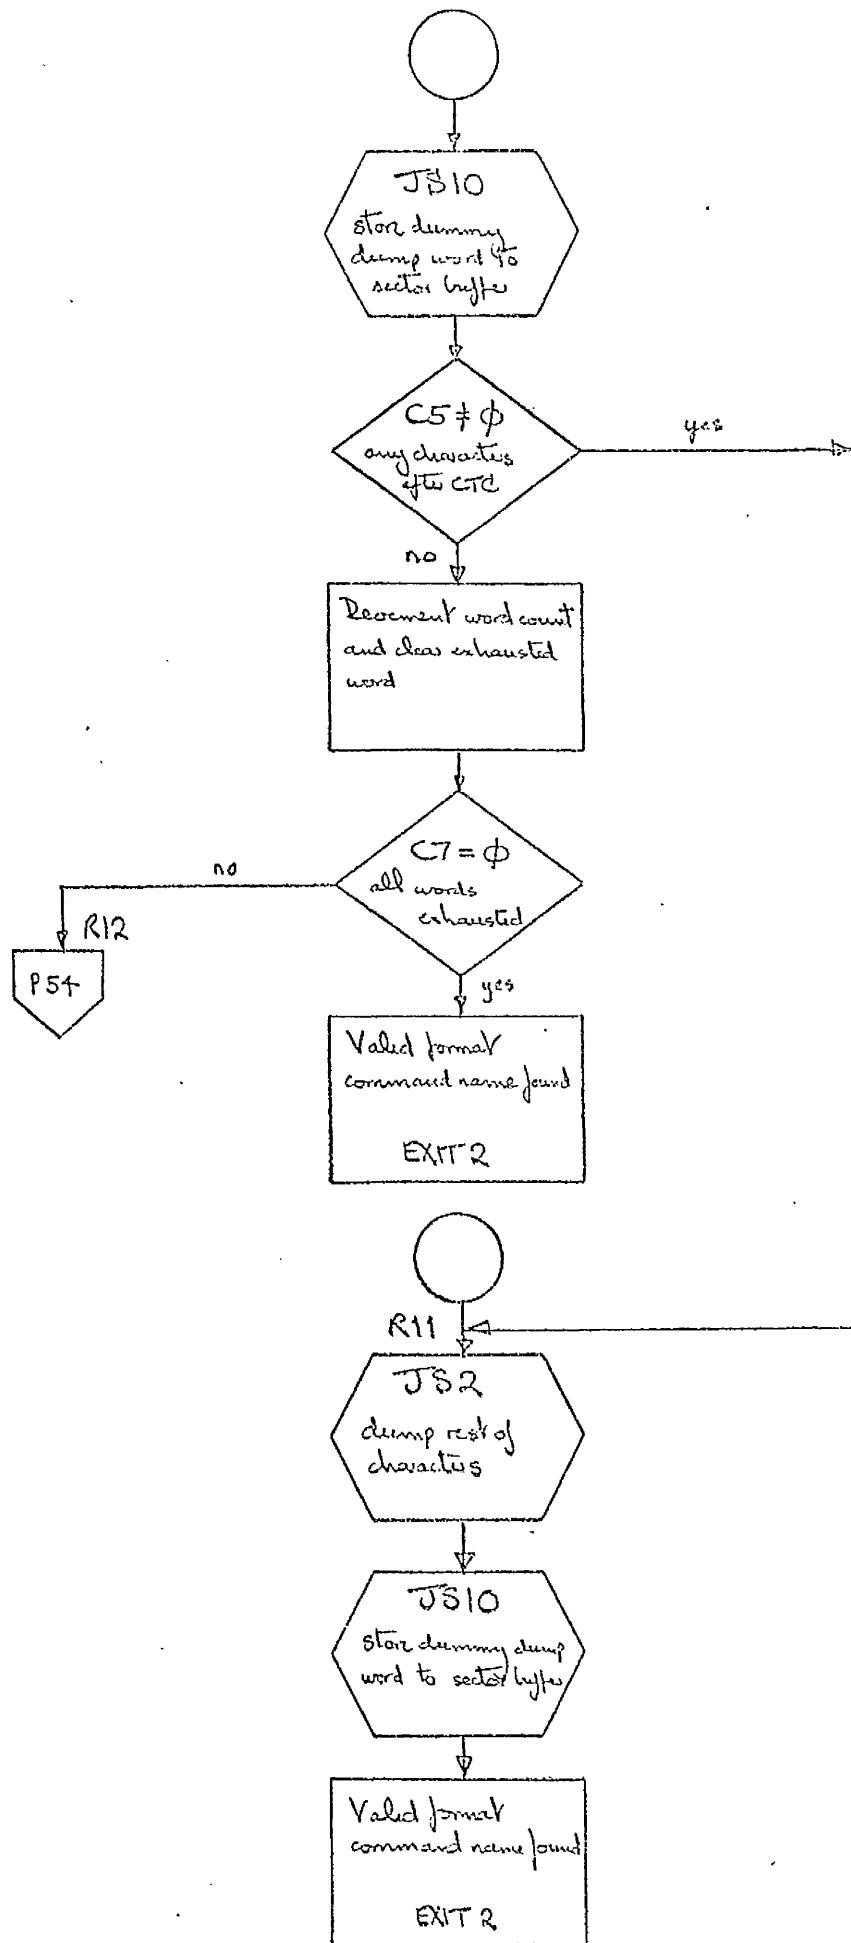 JS10
store dummy
dump word to
sector buffer
C5 ≠ ϕ
any characters
after CTC
yes
no
Decrement word count
and clear exhausted
word
C7 = ϕ
all words
exhausted
no
R12
P54
yes
Valid format
command name found
EXIT 2
R11
JS2
dump rest of
characters
JS10
store dummy dump
word to sector buffer
Valid format
command name found
EXIT 2